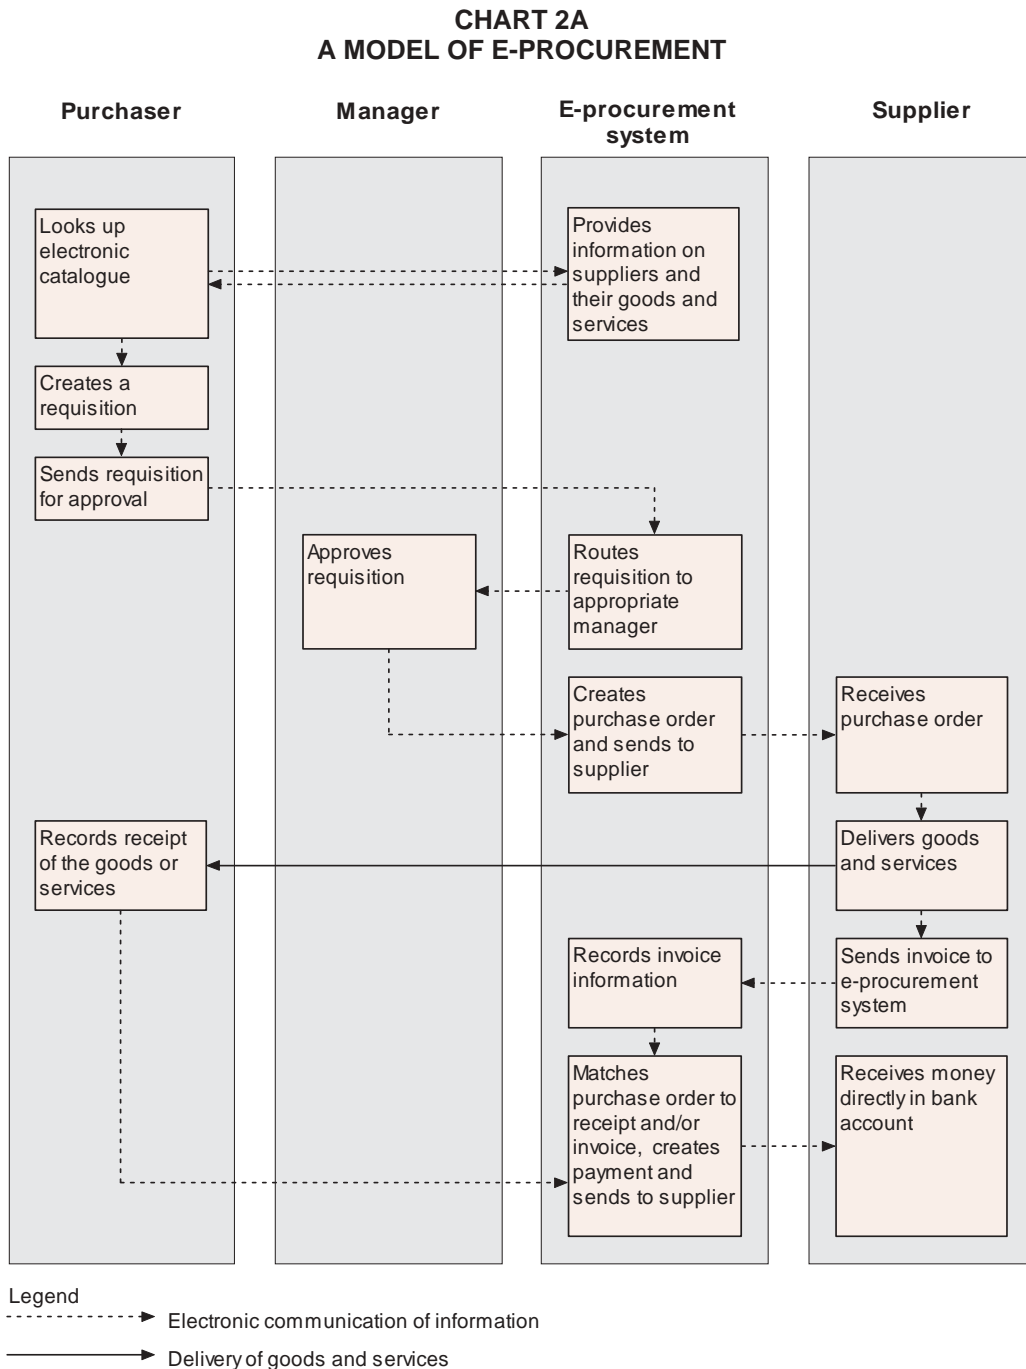 CHART 2A
A MODEL OF E-PROCUREMENT
Purchaser
Manager
E-procurement
system
Supplier
Looks up
electronic
catalogue
Provides
information on
suppliers and
their goods and
services
Creates a
requisition
Sends requisition
for approval
Approves
requisition
Routes
requisition to
appropriate
manager
Creates
purchase order
and sends to
supplier
Receives
purchase order
Records receipt
of the goods or
services
Delivers goods
and services
Records invoice
information
Sends invoice to
e-procurement
system
Matches
purchase order to
receipt and/or
invoice, creates
payment and
sends to supplier
Receives money
directly in bank
account
Legend
Electronic communication of information
Delivery of goods and services